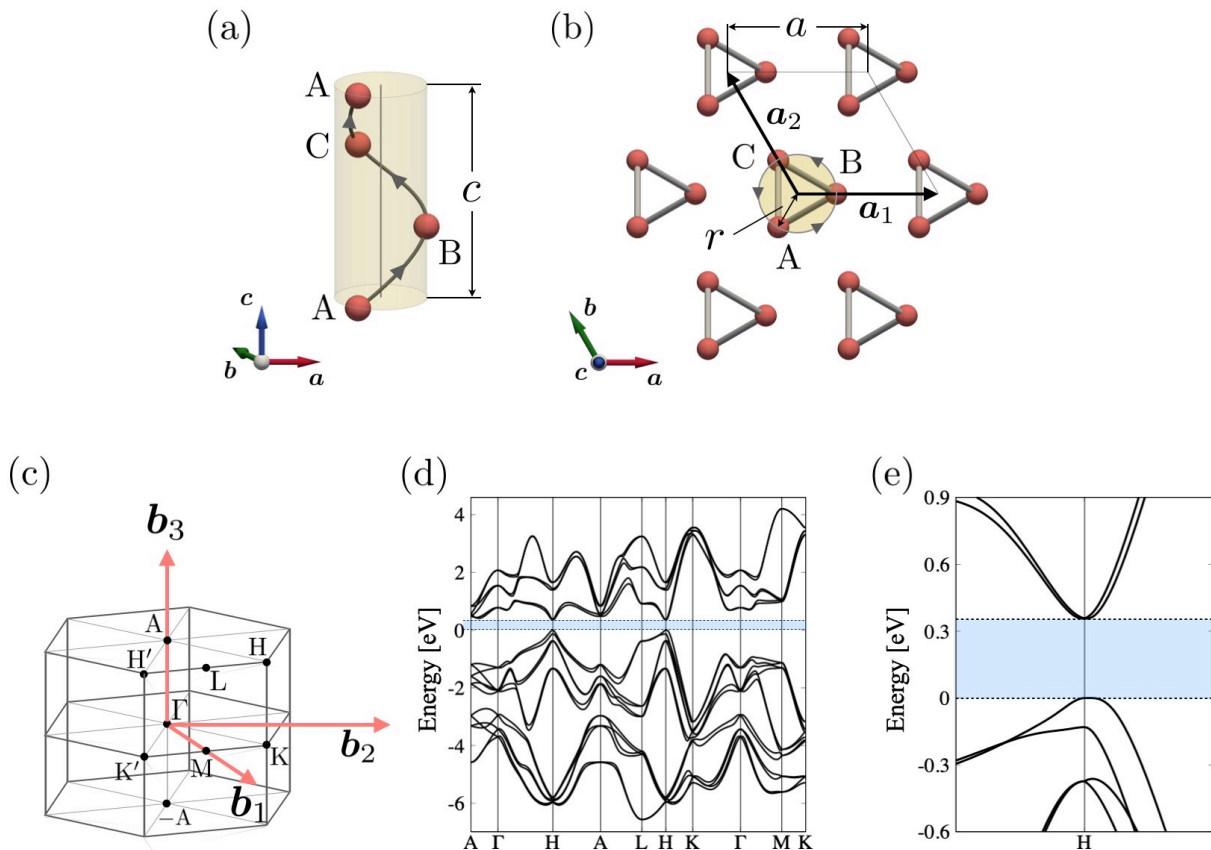 (a)
A
C
B
A
c
c
b
a
(b)
a
a₂
C
B
a₁
r
A
b
c
a
(c)
b₃
A
H′
H
L
Γ
b₂
K′
M
K
b₁
−A
(d)
Energy [eV]
4
2
0
-2
-4
-6
A Γ H A L H K Γ M K
(e)
Energy [eV]
0.9
0.6
0.3
0
-0.3
-0.6
H